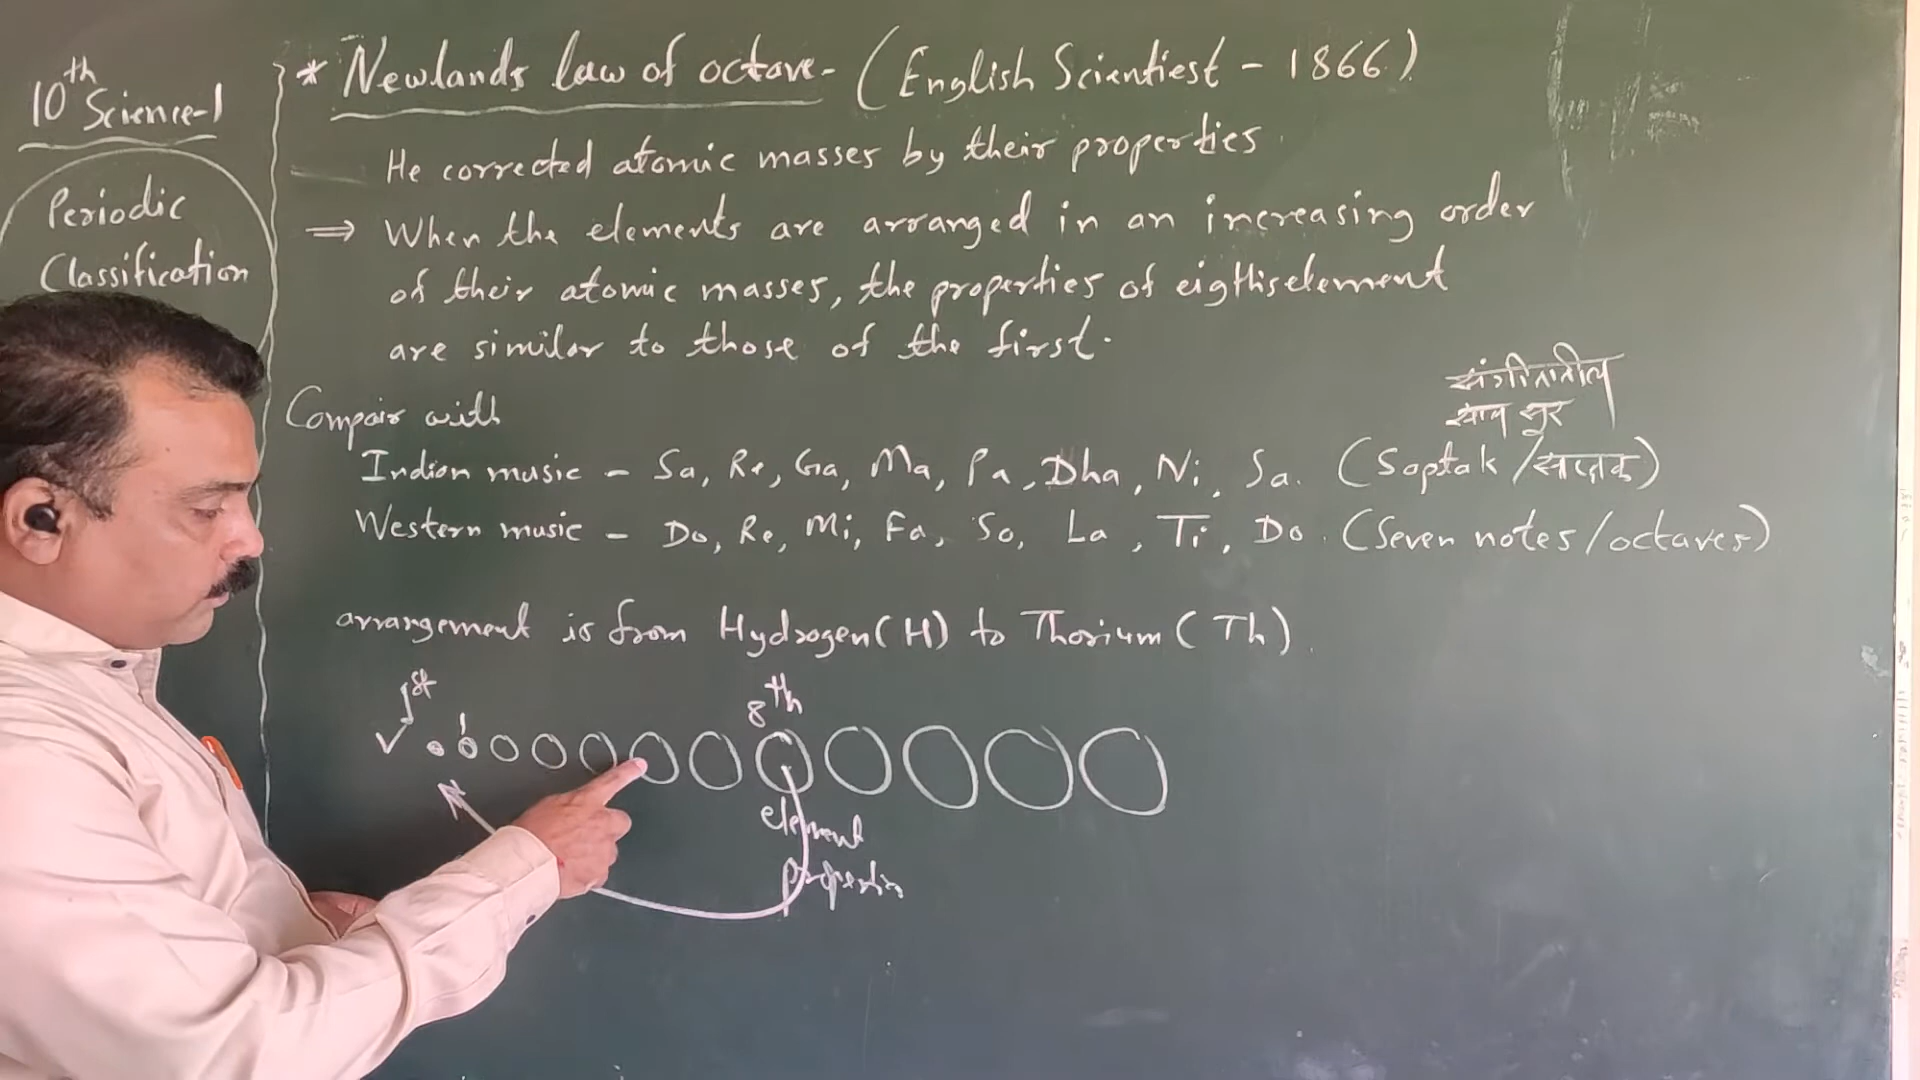 10th Science-1
Periodic
Classification
* Newlands law of octave- (English Scientiest - 1866)
He corrected atomic masses by their properties
⇒ When the elements are arranged in an increasing order
of their atomic masses, the properties of eigthiselement
are similar to those of the first.
Compair with
संगीतातील
सात सूर
Indian music - Sa, Re, Ga, Ma, Pa, Dha, Ni, Sa. (Saptak / सप्तक)
Western music - Do, Re, Mi, Fa, So, La, Ti, Do. (Seven notes/octaves)
arrangement is from Hydrogen(H) to Thorium (Th).
1st
8th
element
properties